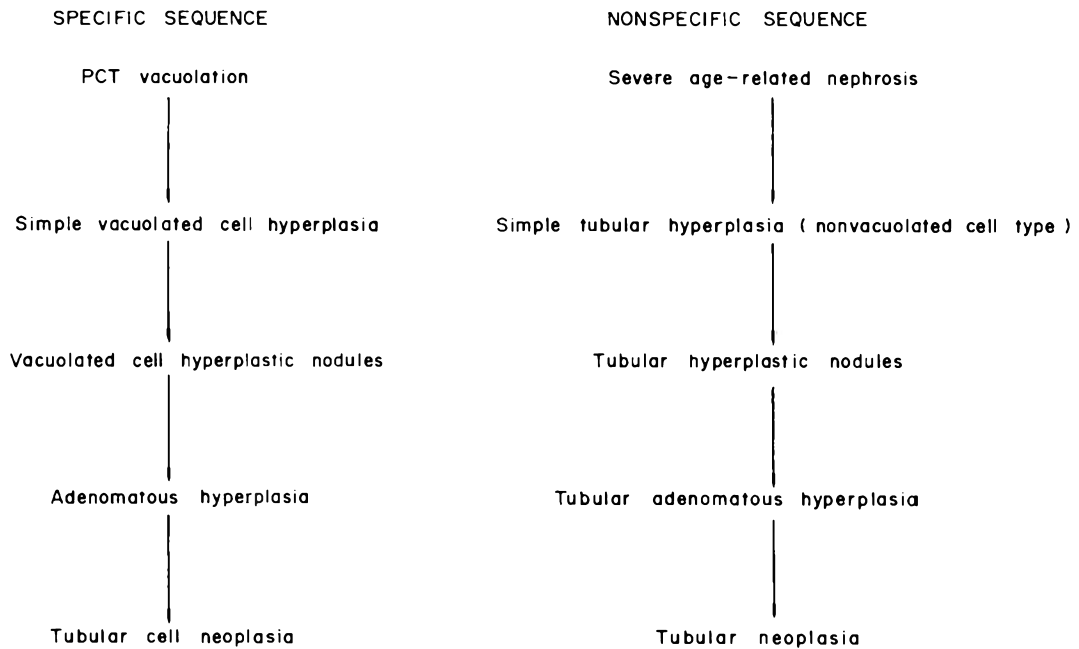 SPECIFIC SEQUENCE
PCT vacuolation
Simple vacuolated cell hyperplasia
Vacuolated cell hyperplastic nodules
Adenomatous hyperplasia
Tubular cell neoplasia
NONSPECIFIC SEQUENCE
Severe age-related nephrosis
Simple tubular hyperplasia ( nonvacuolated cell type )
Tubular hyperplastic nodules
Tubular adenomatous hyperplasia
Tubular neoplasia